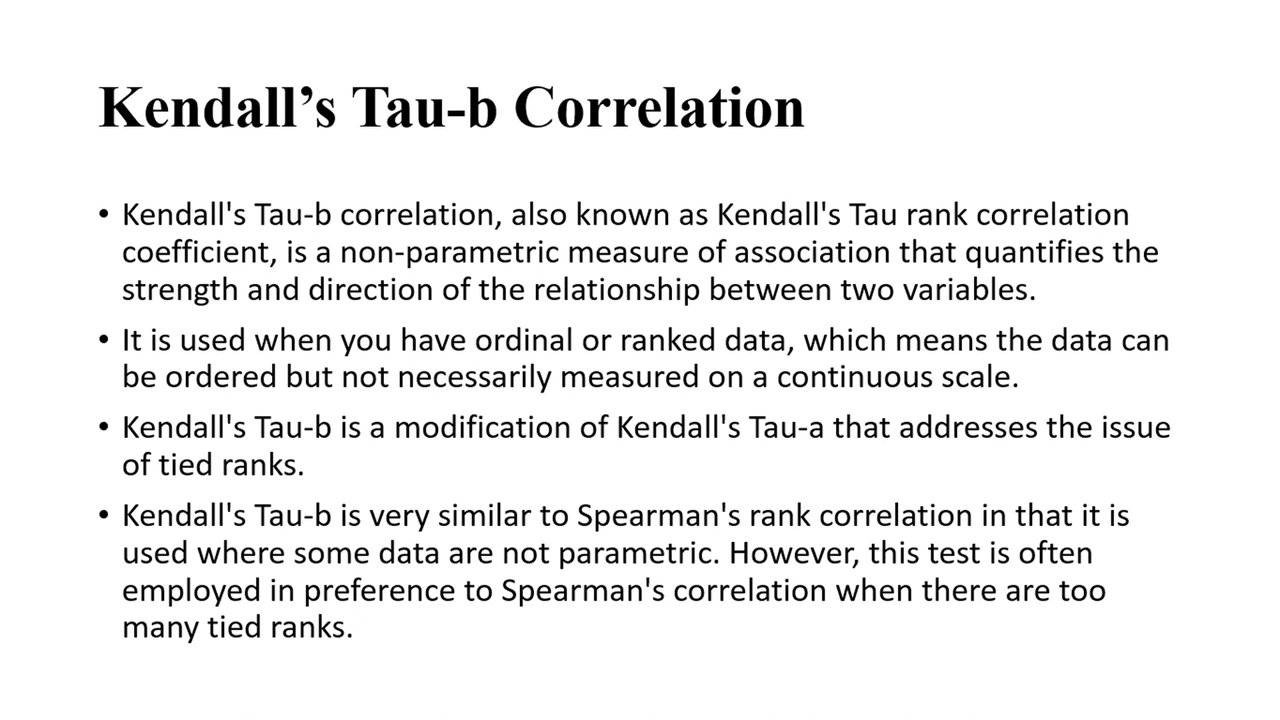 Kendall’s Tau-b Correlation
• Kendall's Tau-b correlation, also known as Kendall's Tau rank correlation
coefficient, is a non-parametric measure of association that quantifies the
strength and direction of the relationship between two variables.
• It is used when you have ordinal or ranked data, which means the data can
be ordered but not necessarily measured on a continuous scale.
• Kendall's Tau-b is a modification of Kendall's Tau-a that addresses the issue
of tied ranks.
• Kendall's Tau-b is very similar to Spearman's rank correlation in that it is
used where some data are not parametric. However, this test is often
employed in preference to Spearman's correlation when there are too
many tied ranks.